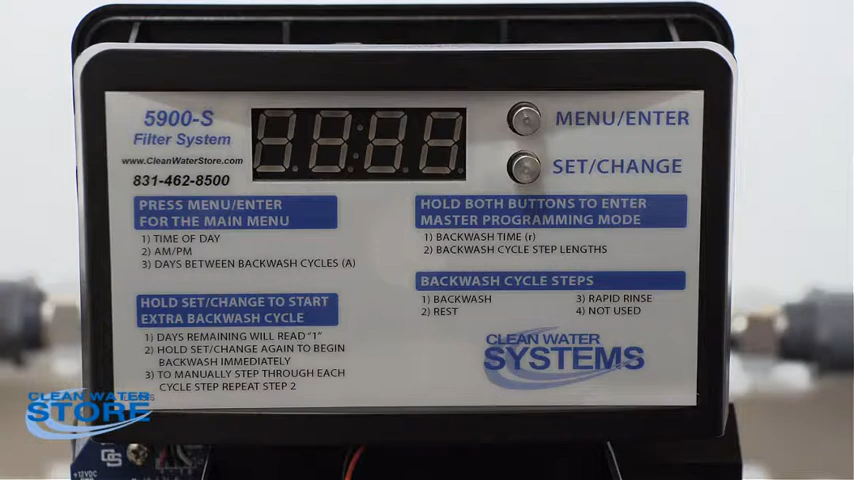 5900-S
Filter System
www.CleanWaterStore.com
831-462-8500
MENU/ENTER
SET/CHANGE
PRESS MENU/ENTER
FOR THE MAIN MENU
1) TIME OF DAY
2) AM/PM
3) DAYS BETWEEN BACKWASH CYCLES (A)
HOLD SET/CHANGE TO START
EXTRA BACKWASH CYCLE
1) DAYS REMAINING WILL READ "1"
2) HOLD SET/CHANGE AGAIN TO BEGIN
BACKWASH IMMEDIATELY
3) TO MANUALLY STEP THROUGH EACH
CYCLE STEP REPEAT STEP 2
HOLD BOTH BUTTONS TO ENTER
MASTER PROGRAMMING MODE
1) BACKWASH TIME (r)
2) BACKWASH CYCLE STEP LENGTHS
BACKWASH CYCLE STEPS
1) BACKWASH 3) RAPID RINSE
2) REST 4) NOT USED
CLEAN WATER
SYSTEMS
CLEAN WATER
STORE
+12VDC